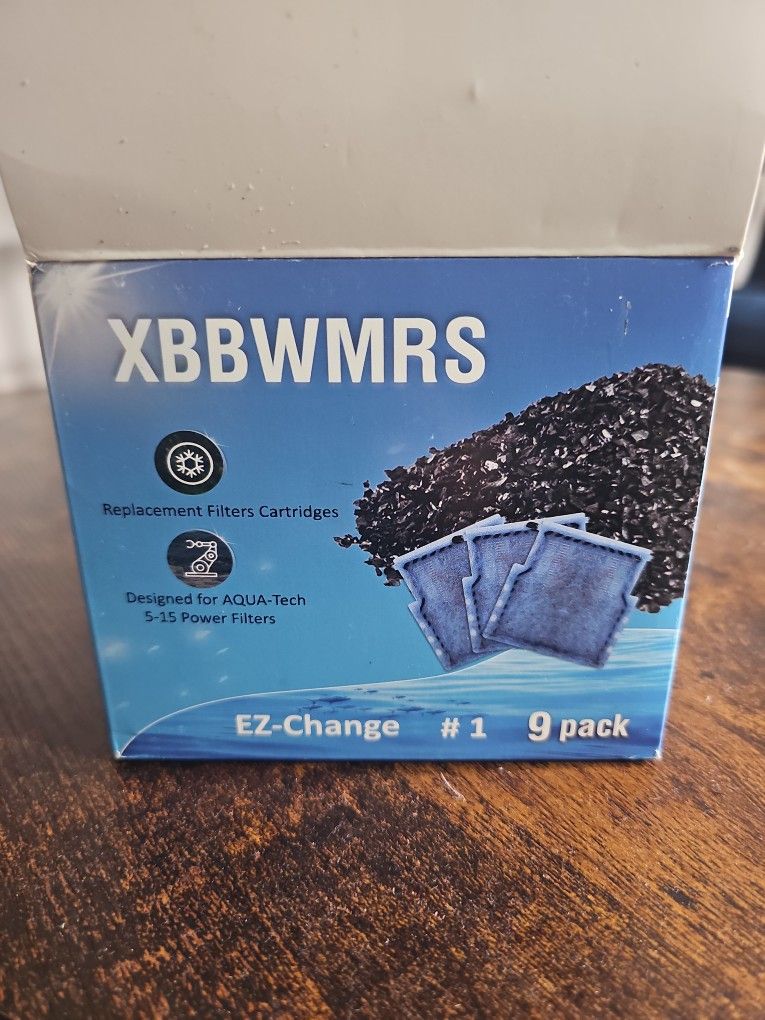 XBBWMRS
Replacement Filters Cartridges
Designed for AQUA-Tech
5-15 Power Filters
EZ-Change # 1 9 pack